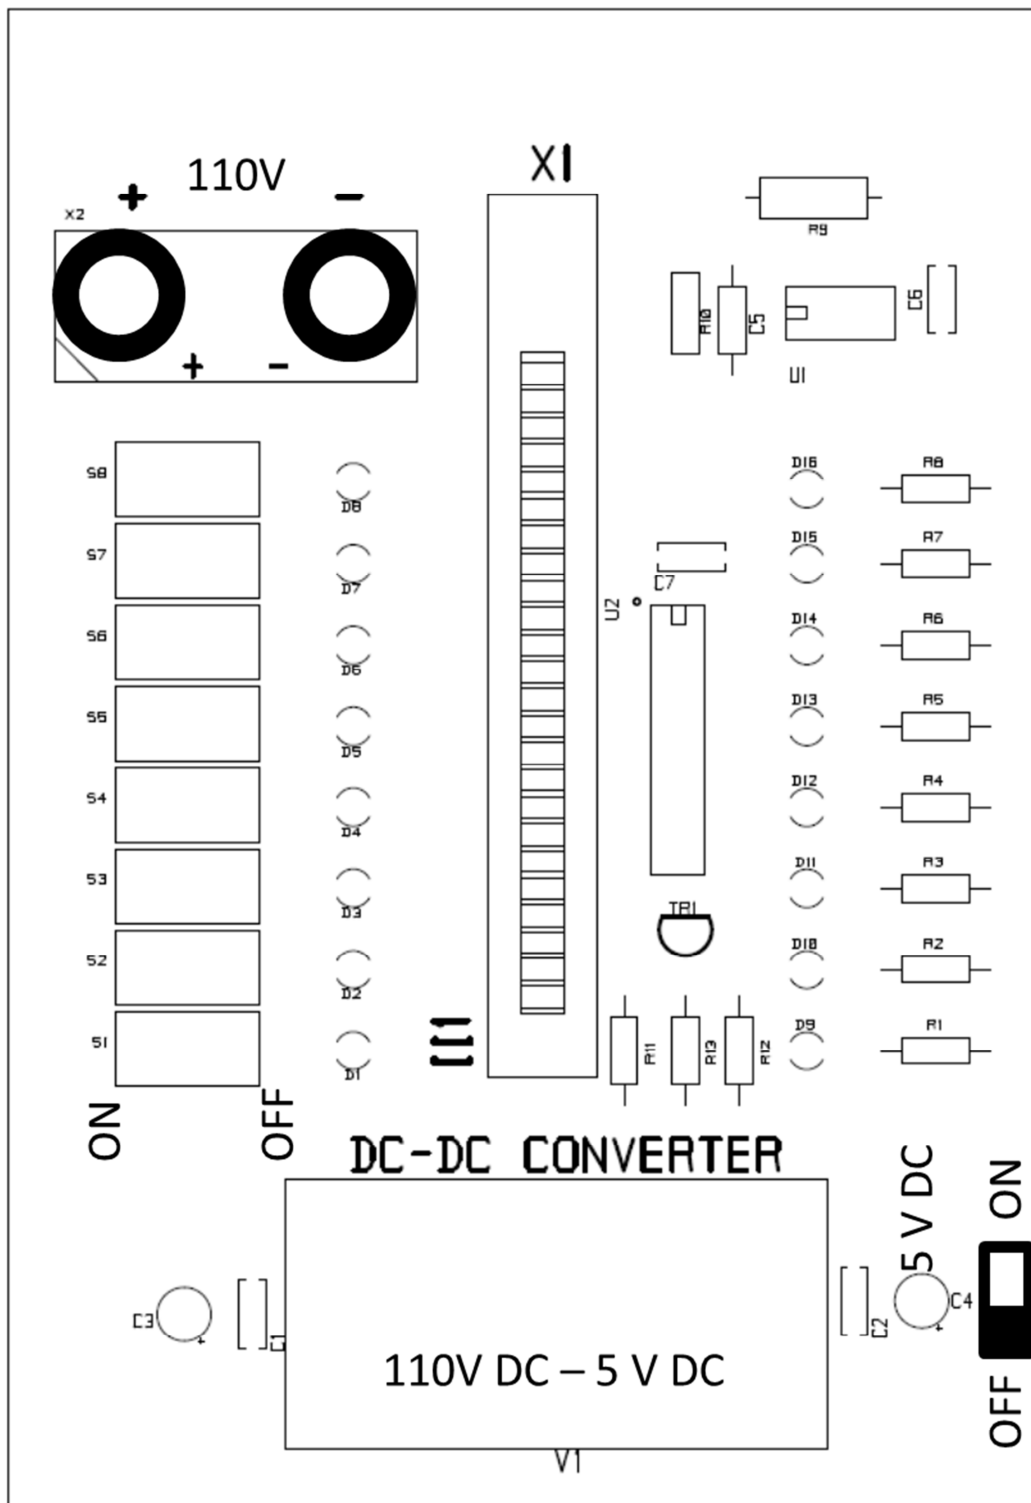 110V
+ -
X2
+ -
X1
R9
R10
C5
C6
U1
S8
D8
D16
R8
S7
D7
D15
R7
C7
U2
S6
D6
D14
R6
S5
D5
D13
R5
S4
D4
D12
R4
S3
D3
D11
R3
TR1
S2
D2
D10
R2
S1
D1
R11
R13
R12
D9
R1
ON
OFF
DC-DC CONVERTER
5 V DC
ON
C3
+
C1
C2
C4
+
110V DC – 5 V DC
OFF
V1